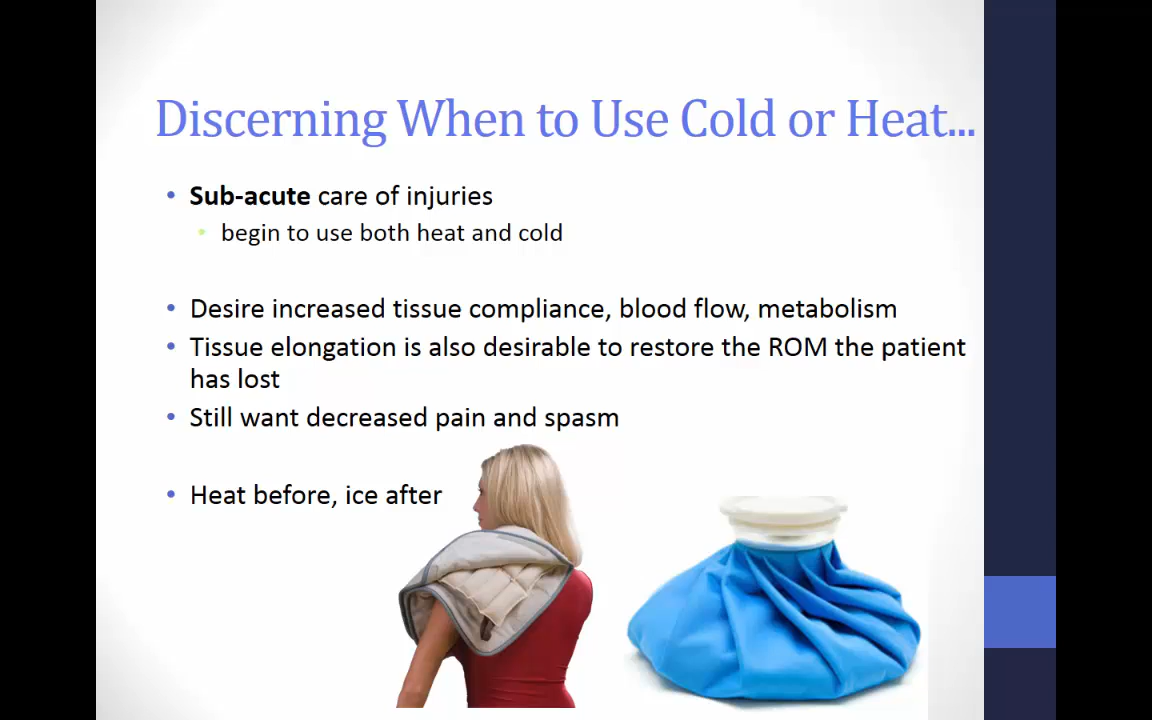 Discerning When to Use Cold or Heat...
Sub-acute care of injuries
begin to use both heat and cold
Desire increased tissue compliance, blood flow, metabolism
Tissue elongation is also desirable to restore the ROM the patient
has lost
Still want decreased pain and spasm
Heat before, ice after